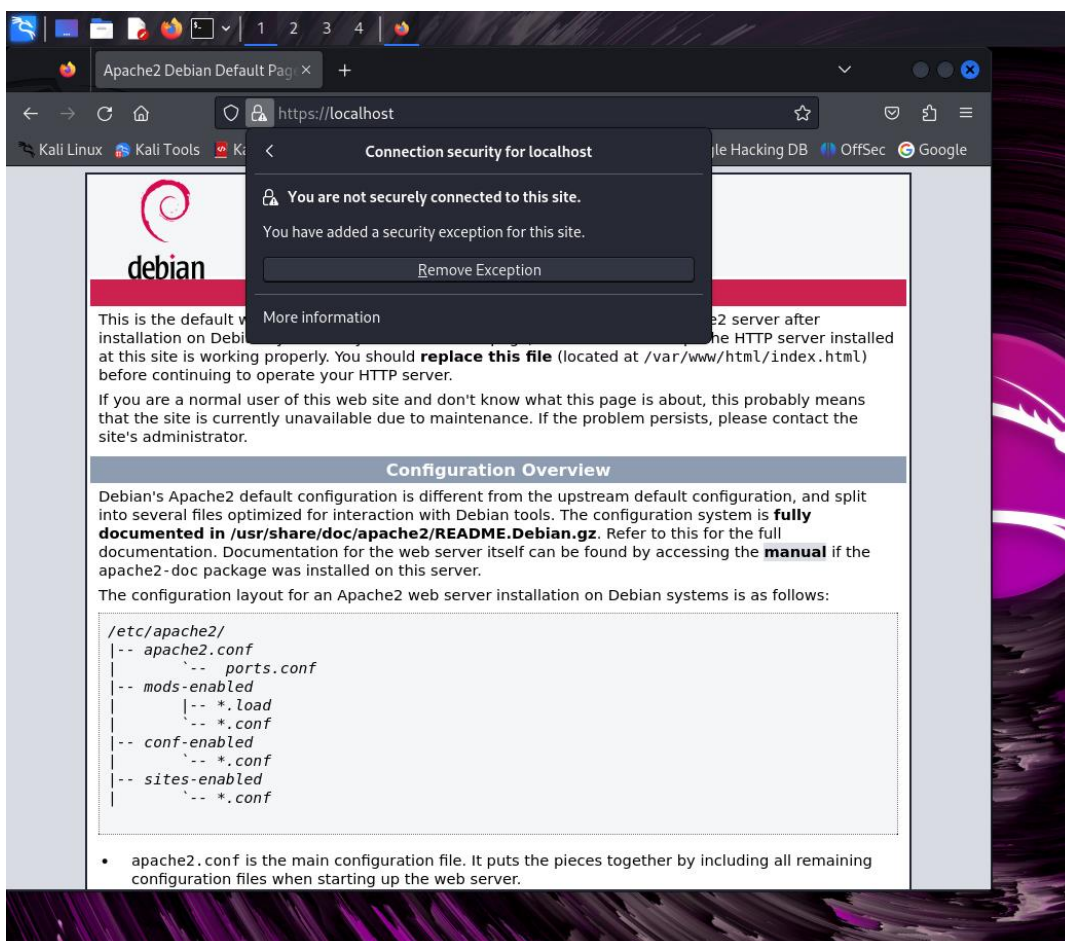 1 2 3 4
Apache2 Debian Default Page
https://localhost
Kali Linux Kali Tools Ka gle Hacking DB OffSec Google
Connection security for localhost
You are not securely connected to this site.
You have added a security exception for this site.
Remove Exception
More information
debian
This is the default w e2 server after
installation on Debi he HTTP server installed
at this site is working properly. You should replace this file (located at /var/www/html/index.html)
before continuing to operate your HTTP server.
If you are a normal user of this web site and don't know what this page is about, this probably means
that the site is currently unavailable due to maintenance. If the problem persists, please contact the
site's administrator.
Configuration Overview
Debian's Apache2 default configuration is different from the upstream default configuration, and split
into several files optimized for interaction with Debian tools. The configuration system is fully
documented in /usr/share/doc/apache2/README.Debian.gz. Refer to this for the full
documentation. Documentation for the web server itself can be found by accessing the manual if the
apache2-doc package was installed on this server.
The configuration layout for an Apache2 web server installation on Debian systems is as follows:
/etc/apache2/
|-- apache2.conf
|       `--  ports.conf
|-- mods-enabled
|       |-- *.load
|       `-- *.conf
|-- conf-enabled
|       `-- *.conf
|-- sites-enabled
|       `-- *.conf
• apache2.conf is the main configuration file. It puts the pieces together by including all remaining
configuration files when starting up the web server.